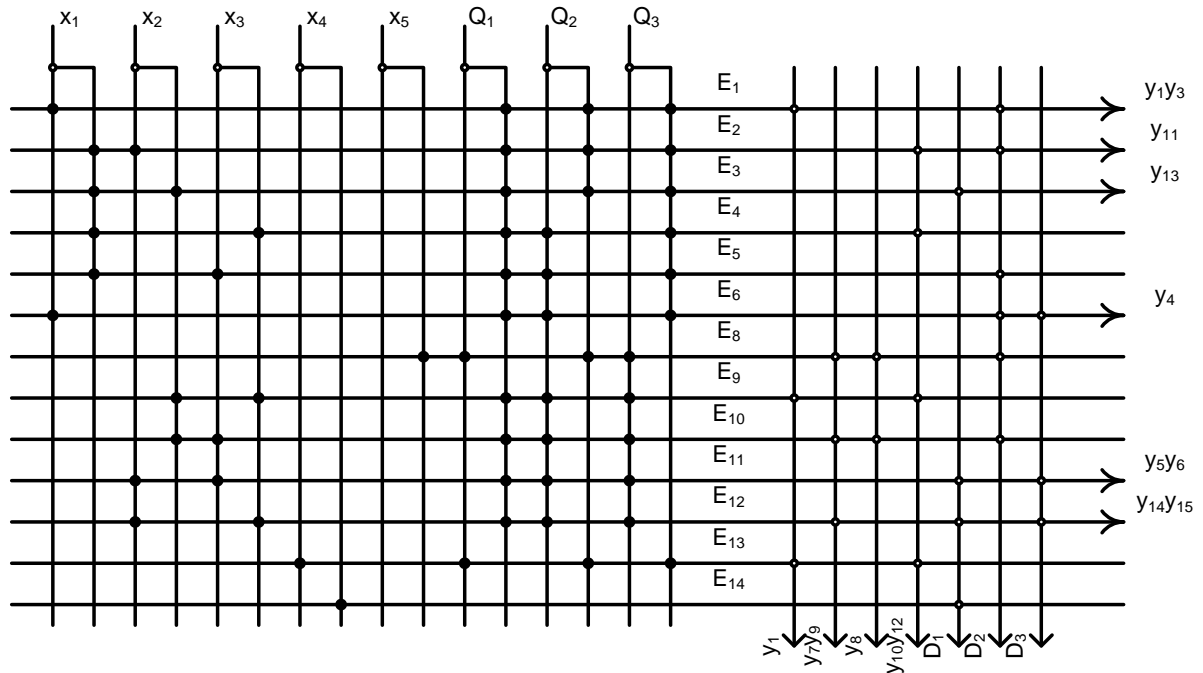 x₁ x₂ x₃ x₄ x₅ Q₁ Q₂ Q₃
E₁
y₁y₃
E₂
y₁₁
E₃
y₁₃
E₄
E₅
E₆
y₄
E₈
E₉
E₁₀
E₁₁
y₅y₆
E₁₂
y₁₄y₁₅
E₁₃
E₁₄
y₁ y₇y₉ y₈ y₁₀y₁₂ D₁ D₂ D₃